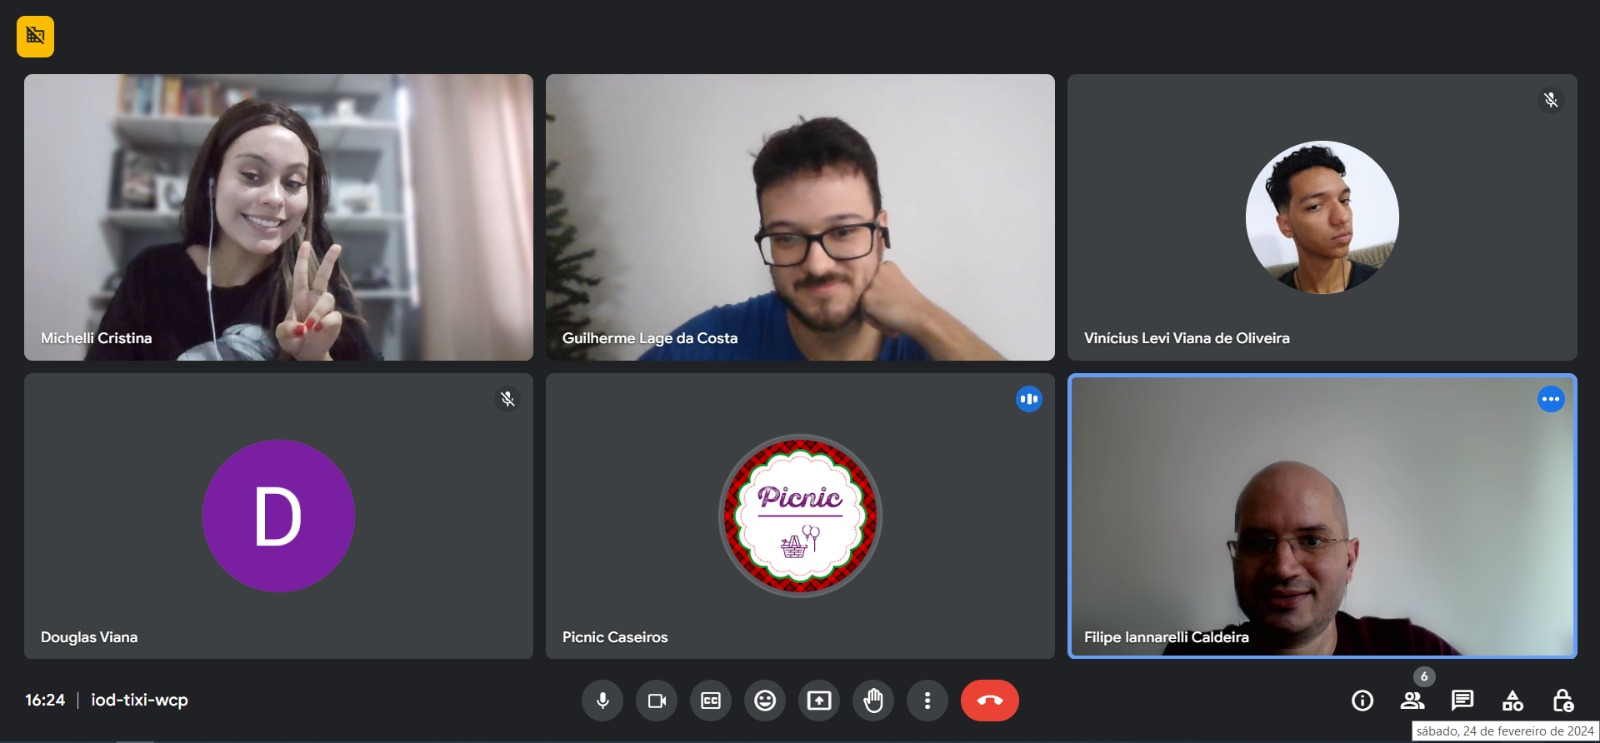 Michelli Cristina
Guilherme Lage da Costa
Vinícius Levi Viana de Oliveira
D
Douglas Viana
Picnic
Picnic Caseiros
Filipe Iannarelli Caldeira
16:24 | iod-tixi-wcp
CC
6
sábado, 24 de fevereiro de 2024